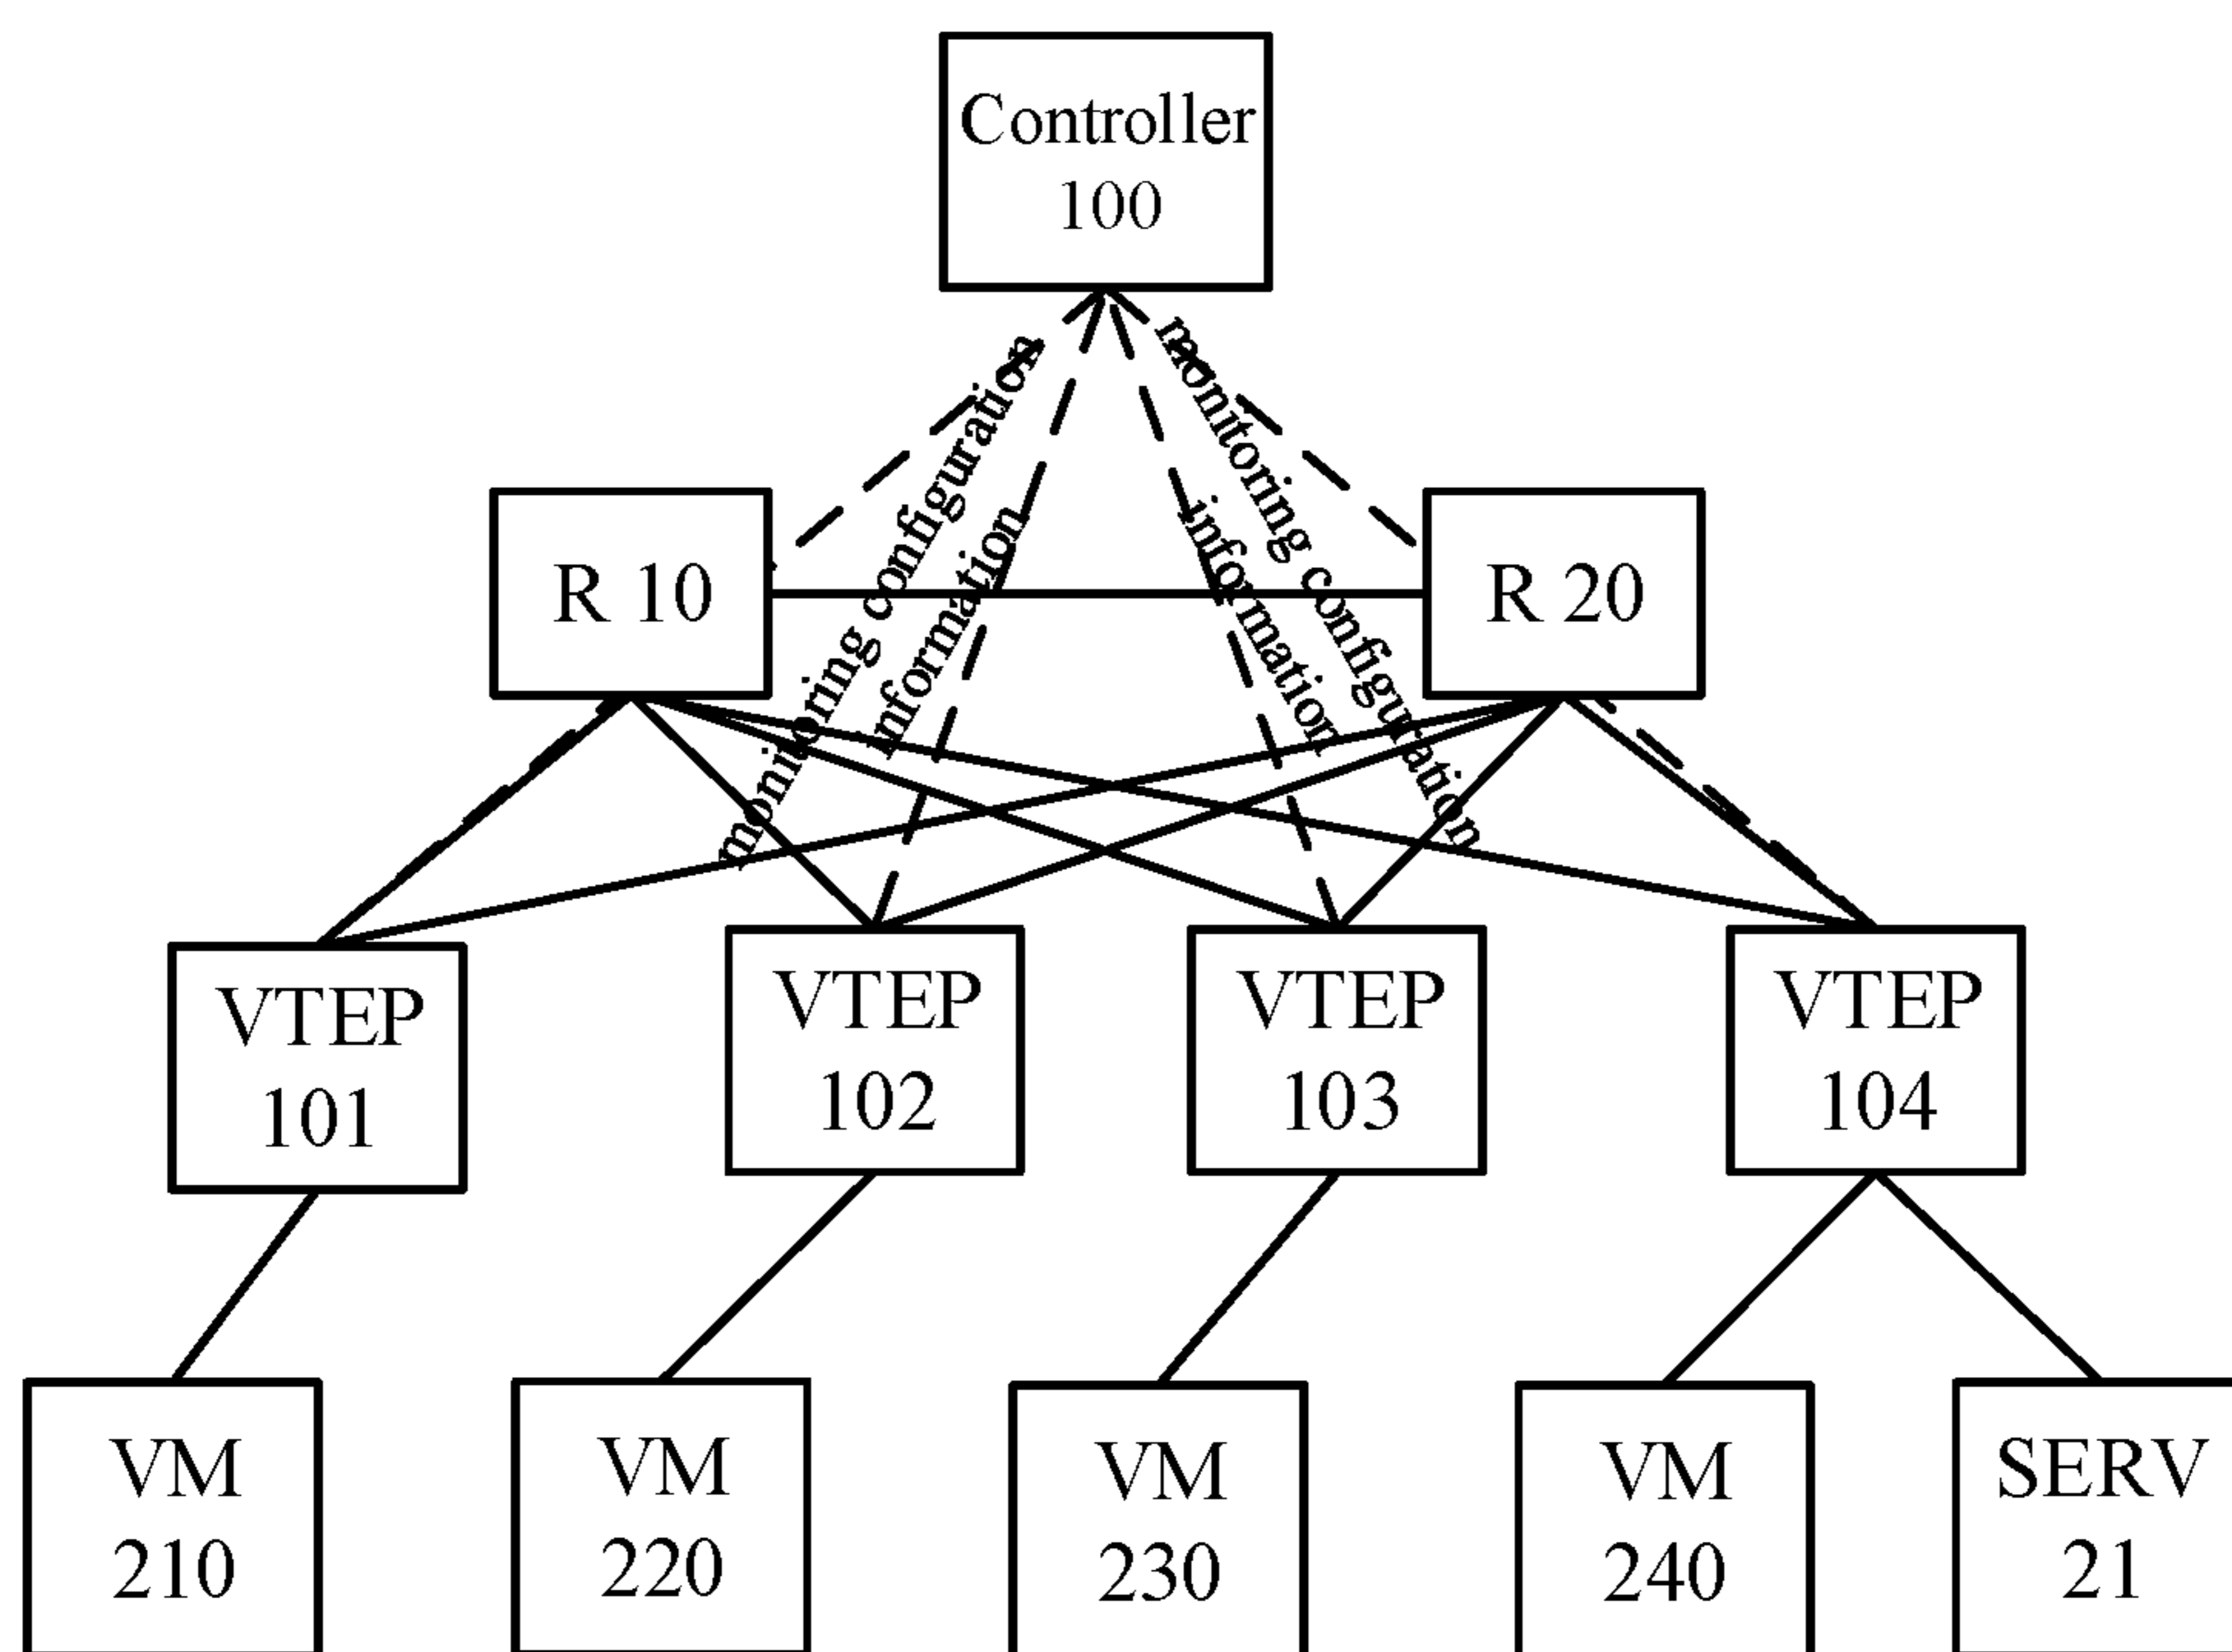 Controller
100
monitoring configuration
information
monitoring configuration
information
R 10
R 20
VTEP
101
VTEP
102
VTEP
103
VTEP
104
VM
210
VM
220
VM
230
VM
240
SERV
21